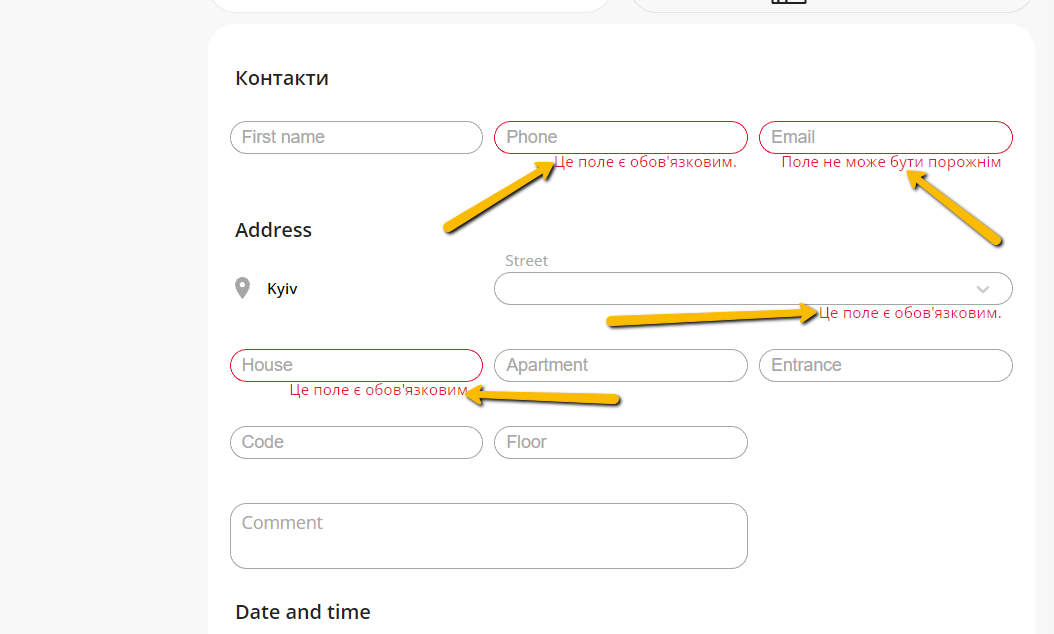 Контакти
First name
Phone
Email
Це поле є обов'язковим.
Поле не може бути порожнім
Address
Street
Kyiv
Це поле є обов'язковим.
House
Apartment
Entrance
Це поле є обов'язковим
Code
Floor
Comment
Date and time